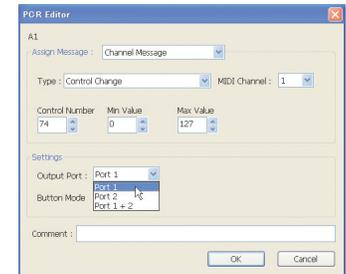 PCR Editor
A1
Assign Message : Channel Message
Type : Control Change MIDI Channel : 1
Control Number Min Value Max Value
74 0 127
Settings
Output Port : Port 1
Port 1
Button Mode Port 2
Port 1 + 2
Comment :
OK Cancel